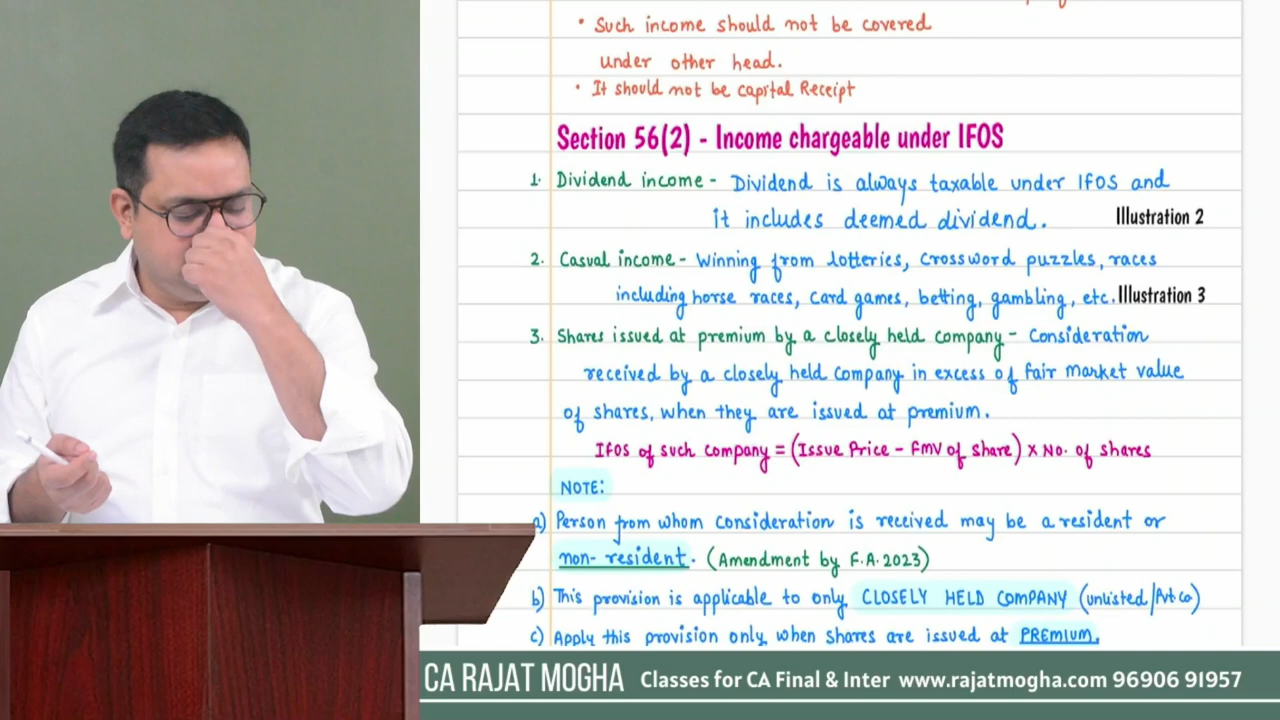 • Such income should not be covered
under other head.
• It should not be capital Receipt
Section 56(2) - Income chargeable under IFOS
1. Dividend income - Dividend is always taxable under IFOS and
it includes deemed dividend. Illustration 2
2. Casual income - Winning from lotteries, crossword puzzles, races
including horse races, card games, betting, gambling, etc. Illustration 3
3. Shares issued at premium by a closely held company - Consideration
received by a closely held company in excess of fair market value
of shares, when they are issued at premium.
IFOS of such company = (Issue Price - FMV of share) × No. of shares
NOTE:
a) Person from whom consideration is received may be a resident or
non-resident. (Amendment by F.A. 2023)
b) This provision is applicable to only CLOSELY HELD COMPANY (unlisted/Pvt Co)
c) Apply this provision only when shares are issued at PREMIUM.
CA RAJAT MOGHA Classes for CA Final & Inter www.rajatmogha.com 96906 91957